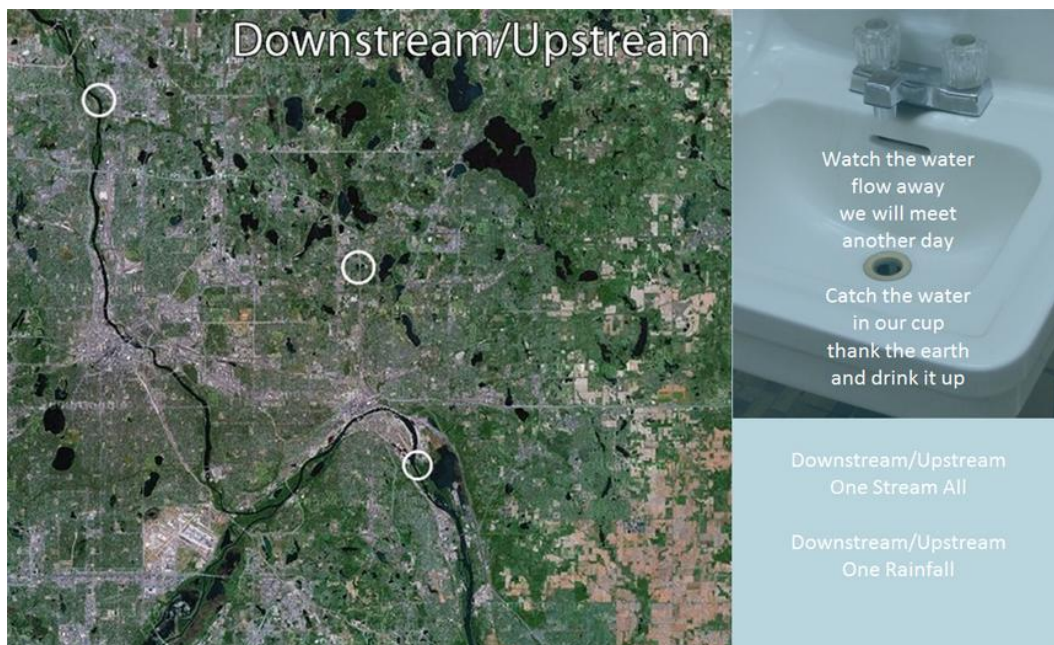 Downstream/Upstream
Watch the water
flow away
we will meet
another day
Catch the water
in our cup
thank the earth
and drink it up
Downstream/Upstream
One Stream All
Downstream/Upstream
One Rainfall